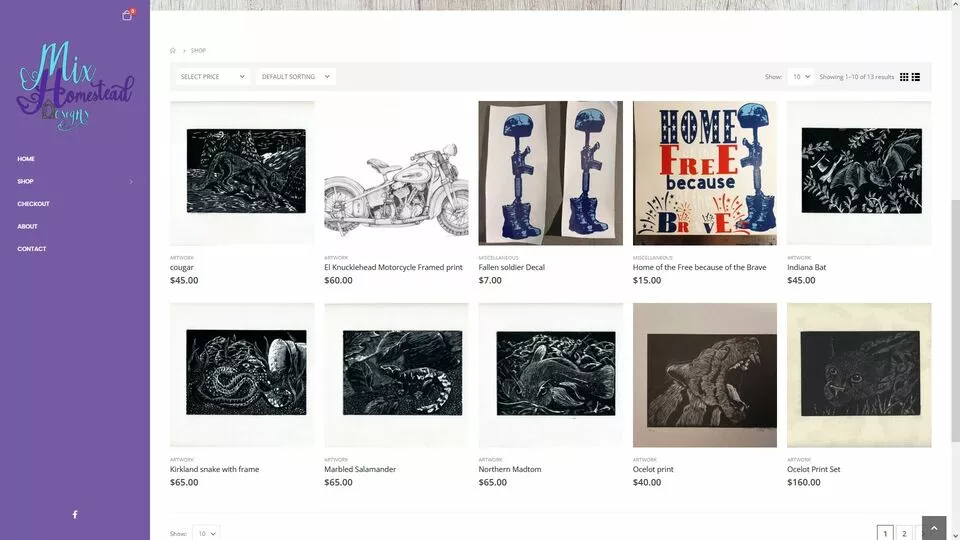 0
Mix
Homestead
Designs
HOME
SHOP
CHECKOUT
ABOUT
CONTACT
SHOP
SELECT PRICE
DEFAULT SORTING
Show:
10
Showing 1–10 of 13 results
ARTWORK
cougar
$45.00
ARTWORK
El Knucklehead Motorcycle Framed print
$60.00
MISCELLANEOUS
Fallen soldier Decal
$7.00
HOME
FREE
because
BRAVE
MISCELLANEOUS
Home of the Free because of the Brave
$15.00
ARTWORK
Indiana Bat
$45.00
ARTWORK
Kirkland snake with frame
$65.00
ARTWORK
Marbled Salamander
$65.00
ARTWORK
Northern Madtom
$65.00
ARTWORK
Ocelot print
$40.00
ARTWORK
Ocelot Print Set
$160.00
Show:
10
1
2